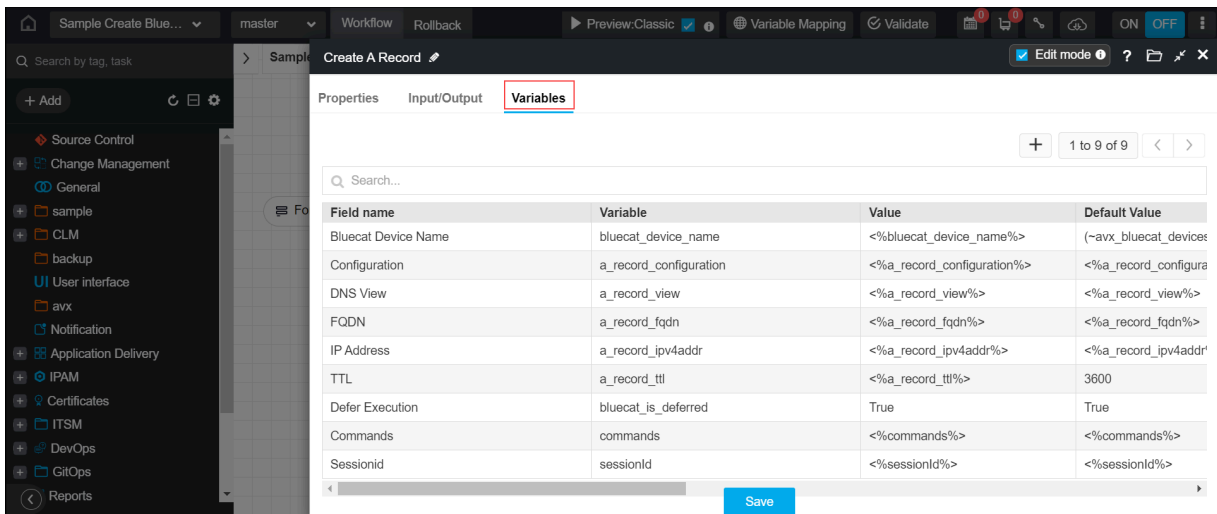 Sample Create Blue... master Workflow Rollback Preview:Classic Variable Mapping Validate 0 0 ON OFF
Search by tag, task
Sample
Create A Record
Edit mode ?
+ Add
Properties Input/Output Variables
Source Control
Change Management
General
sample
CLM
backup
User interface
avx
Notification
Application Delivery
IPAM
Certificates
ITSM
DevOps
GitOps
Reports
Fo
+ 1 to 9 of 9 < >
Search...
Field name Variable Value Default Value
Bluecat Device Name bluecat_device_name <%bluecat_device_name%> (~avx_bluecat_devices
Configuration a_record_configuration <%a_record_configuration%> <%a_record_configura
DNS View a_record_view <%a_record_view%> <%a_record_view%>
FQDN a_record_fqdn <%a_record_fqdn%> <%a_record_fqdn%>
IP Address a_record_ipv4addr <%a_record_ipv4addr%> <%a_record_ipv4addr
TTL a_record_ttl <%a_record_ttl%> 3600
Defer Execution bluecat_is_deferred True True
Commands commands <%commands%> <%commands%>
Sessionid sessionId <%sessionId%> <%sessionId%>
Save